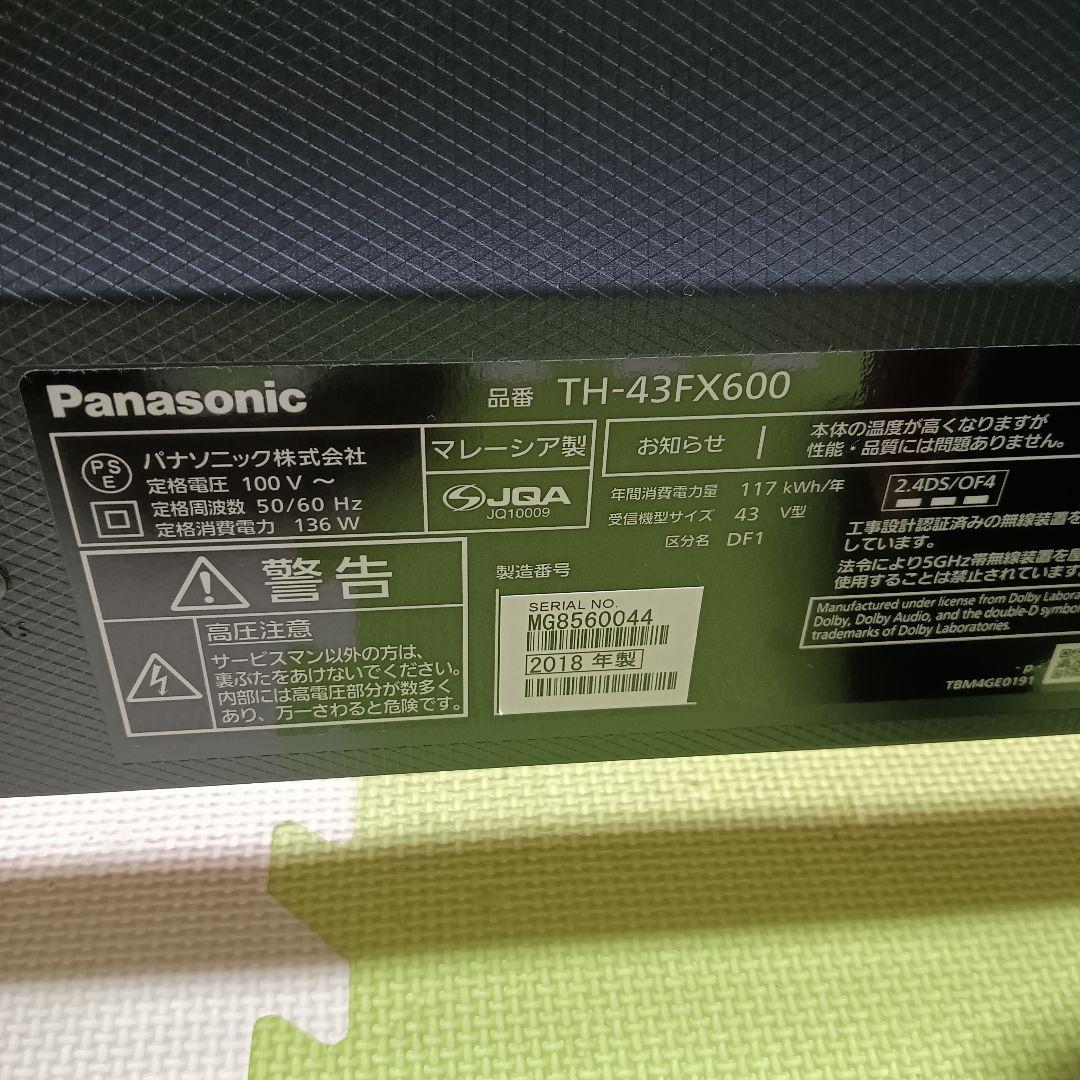 Panasonic
品番 TH-43FX600
PS
E
パナソニック株式会社
定格電圧 100 V ～
定格周波数 50/60 Hz
定格消費電力 136 W
マレーシア製
JQA
JQ10009
お知らせ
本体の温度が高くなりますが
性能・品質には問題ありません。
年間消費電力量 117 kWh/年
受信機型サイズ 43 V型
区分名 DF1
2.4DS/OF4
工事設計認証済みの無線装置を
しています。
法令により5GHz帯無線装置を屋
使用することは禁止されています
Manufactured under license from Dolby Labora
Dolby, Dolby Audio, and the double-D symbo
trademarks of Dolby Laboratories.
警告
高圧注意
サービスマン以外の方は、
裏ぶたをあけないでください。
内部には高電圧部分が数多く
あり、万一さわると危険です。
製造番号
SERIAL NO.
MG8560044
2018 年製
-P
TBM4GE0191